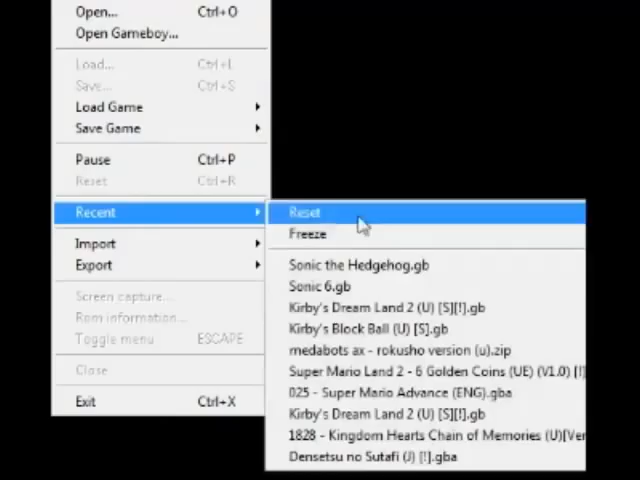 Open... Ctrl+O
Open Gameboy...
Load... Ctrl+L
Save... Ctrl+S
Load Game
Save Game
Pause Ctrl+P
Reset Ctrl+R
Recent
Import
Export
Screen capture...
Rom information...
Toggle menu ESCAPE
Close
Exit Ctrl+X
Reset
Freeze
Sonic the Hedgehog.gb
Sonic 6.gb
Kirby's Dream Land 2 (U) [S][!].gb
Kirby's Block Ball (U) [S].gb
medabots ax - rokusho version (u).zip
Super Mario Land 2 - 6 Golden Coins (UE) (V1.0) [!]
025 - Super Mario Advance (ENG).gba
Kirby's Dream Land 2 (U) [S][!].gb
1828 - Kingdom Hearts Chain of Memories (U)[Ver
Densetsu no Sutafi (J) [!].gba